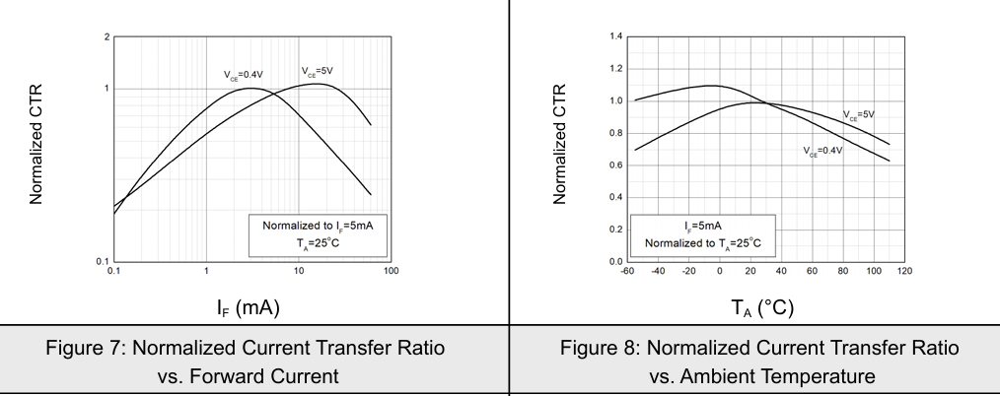 Normalized CTR
2
1
0.1
V_CE=0.4V
V_CE=5V
Normalized to I_F=5mA
T_A=25°C
0.1 1 10 100
I_F (mA)
Figure 7: Normalized Current Transfer Ratio
vs. Forward Current
Normalized CTR
1.4
1.2
1.0
0.8
0.6
0.4
0.2
0.0
V_CE=5V
V_CE=0.4V
I_F=5mA
Normalized to T_A=25°C
-60 -40 -20 0 20 40 60 80 100 120
T_A (°C)
Figure 8: Normalized Current Transfer Ratio
vs. Ambient Temperature